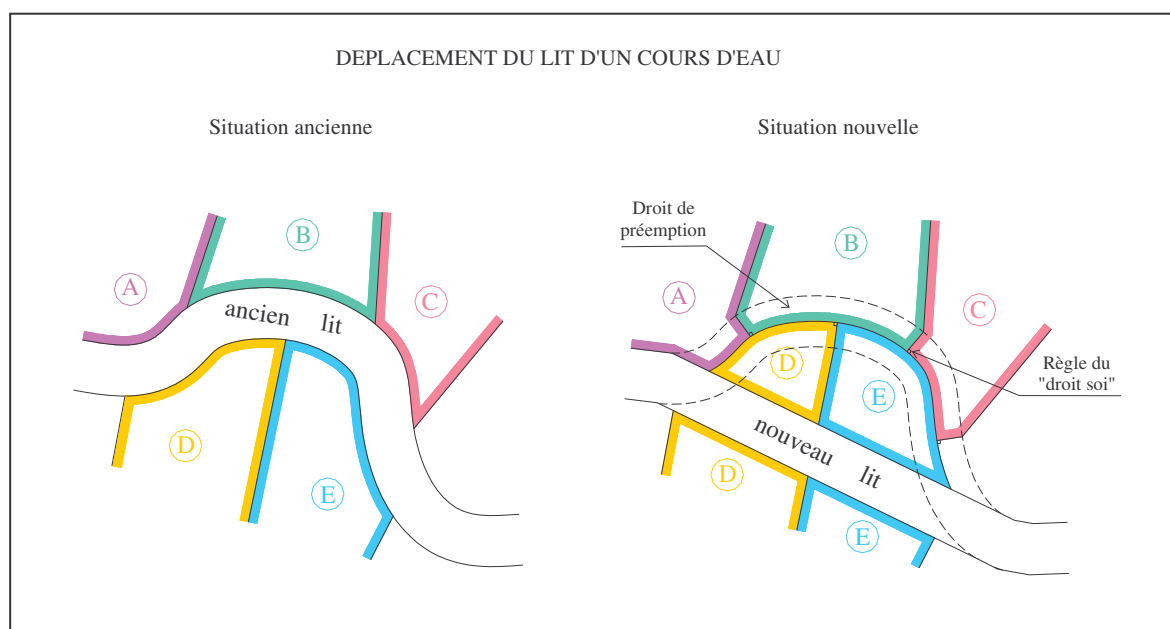 DEPLACEMENT DU LIT D'UN COURS D'EAU
Situation ancienne
A
B
C
ancien lit
D
E
Situation nouvelle
Droit de
préemption
A
B
C
Règle du
"droit soi"
D
E
nouveau lit
D
E